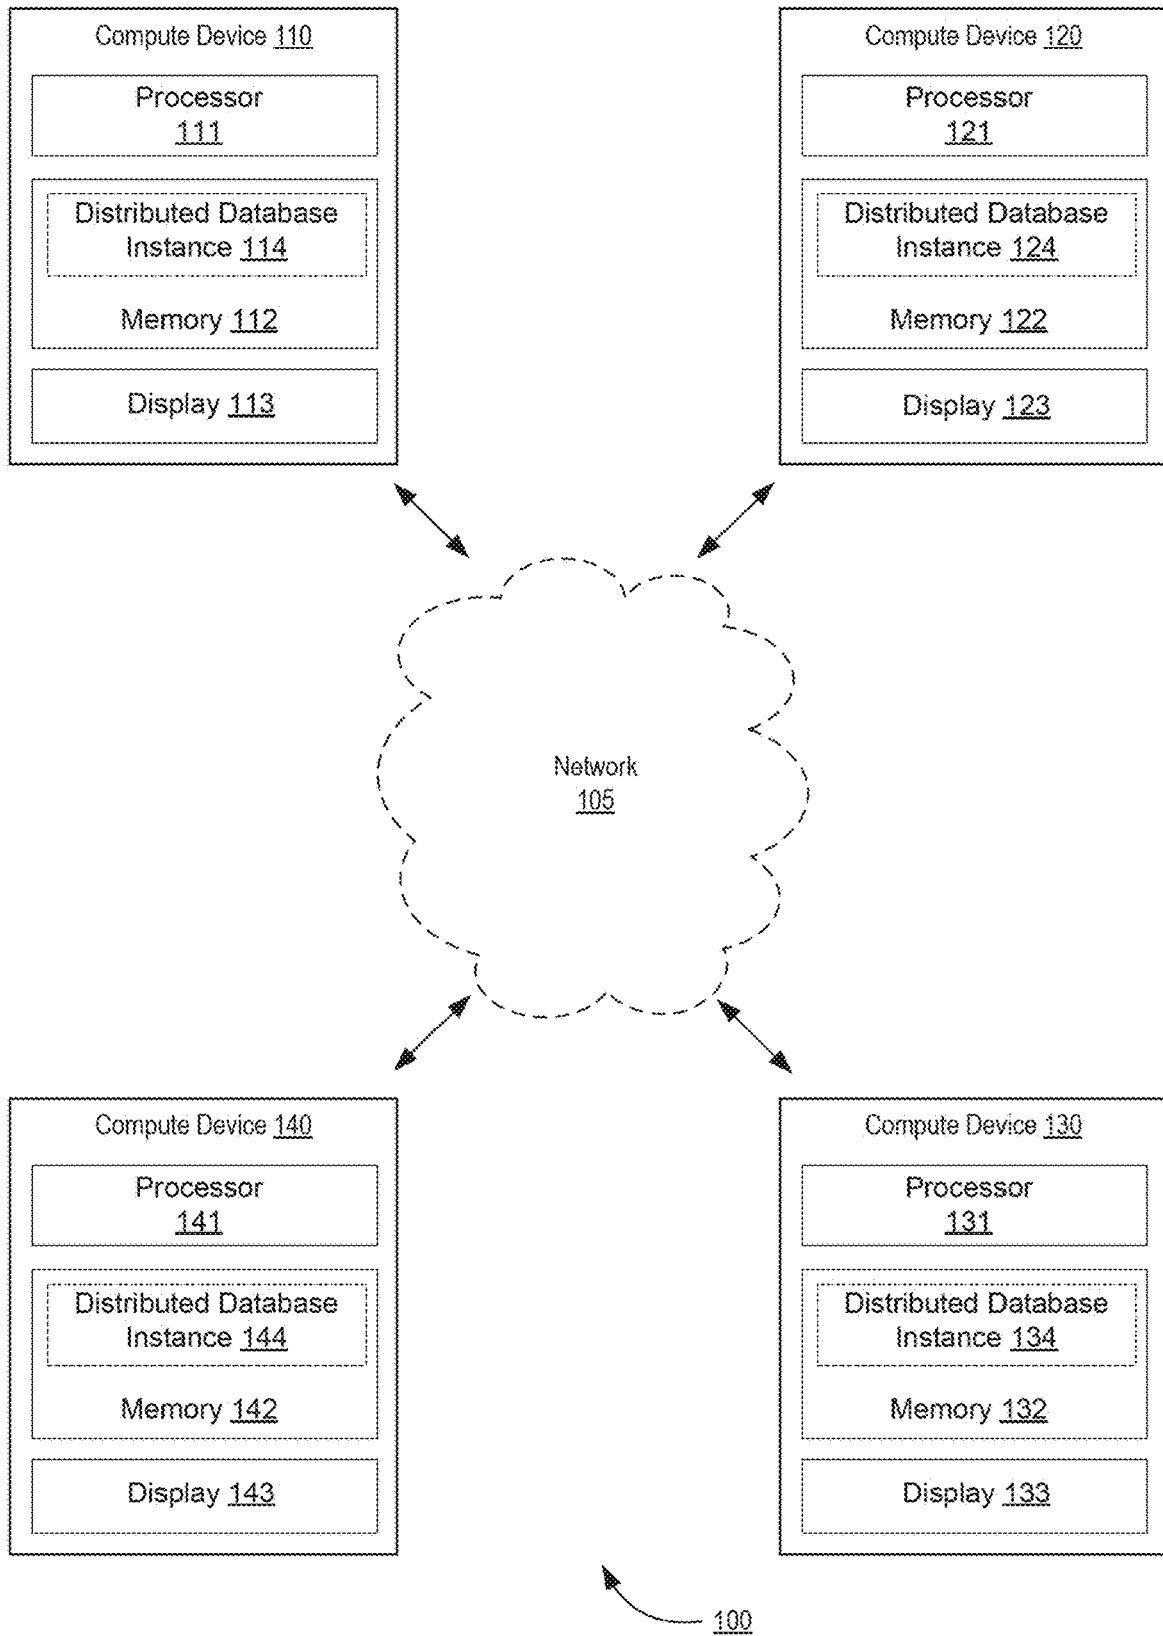 Compute Device 110
Processor
111
Distributed Database
Instance 114
Memory 112
Display 113
Compute Device 120
Processor
121
Distributed Database
Instance 124
Memory 122
Display 123
Network
105
Compute Device 140
Processor
141
Distributed Database
Instance 144
Memory 142
Display 143
Compute Device 130
Processor
131
Distributed Database
Instance 134
Memory 132
Display 133
100